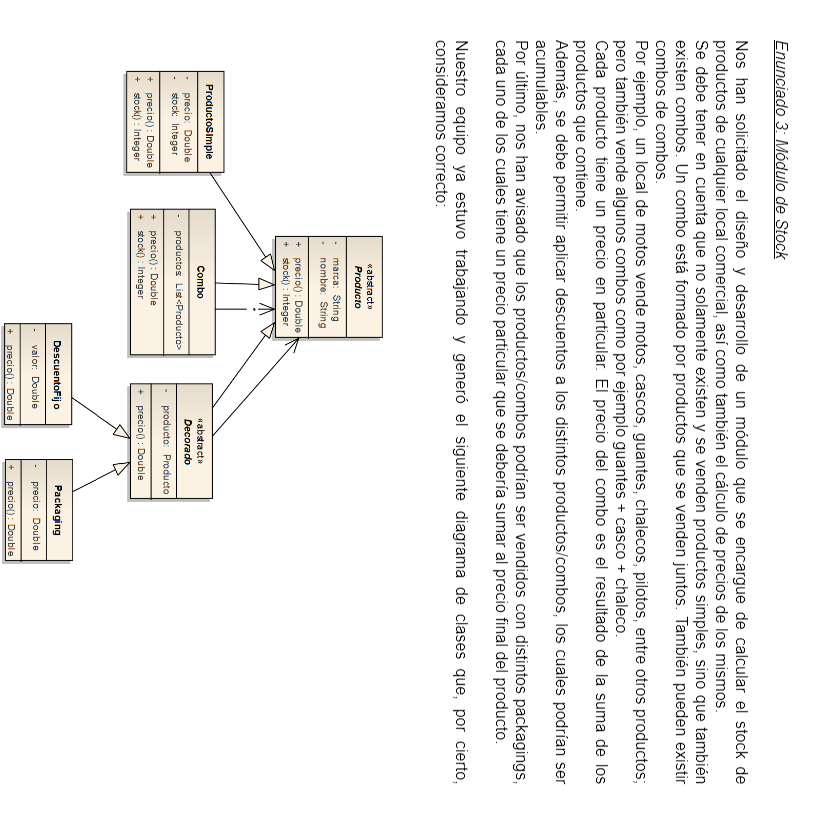 Enunciado 3: Módulo de Stock
Nos han solicitado el diseño y desarrollo de un módulo que se encargue de calcular el stock de
productos de cualquier local comercial, así como también el cálculo de precios de los mismos.
Se debe tener en cuenta que no solamente existen y se venden productos simples, sino que también
existen combos. Un combo está formado por productos que se venden juntos. También pueden existir
combos de combos.
Por ejemplo, un local de motos vende motos, cascos, guantes, chalecos, pilotos, entre otros productos;
pero también vende algunos combos como por ejemplo guantes + casco + chaleco.
Cada producto tiene un precio en particular. El precio del combo es el resultado de la suma de los
productos que contiene.
Además, se debe permitir aplicar descuentos a los distintos productos/combos, los cuales podrían ser
acumulables.
Por último, nos han avisado que los productos/combos podrían ser vendidos con distintos packagings,
cada uno de los cuales tiene un precio particular que se debería sumar al precio final del producto.
Nuestro equipo ya estuvo trabajando y generó el siguiente diagrama de clases que, por cierto,
consideramos correcto:
«abstract»
Producto
- marca: String
- nombre: String
+ precio() : Double
+ stock() : Integer
ProductoSImple
- precio: Double
- stock: Integer
+ precio() : Double
+ stock() : Integer
Combo
- productos: List<Producto>
+ precio() : Double
+ stock() : Integer
*
«abstract»
Decorado
- producto: Producto
+ precio() : Double
DescuentoFijo
- valor: Double
+ precio() : Double
Packaging
- precio: Double
+ precio() : Double